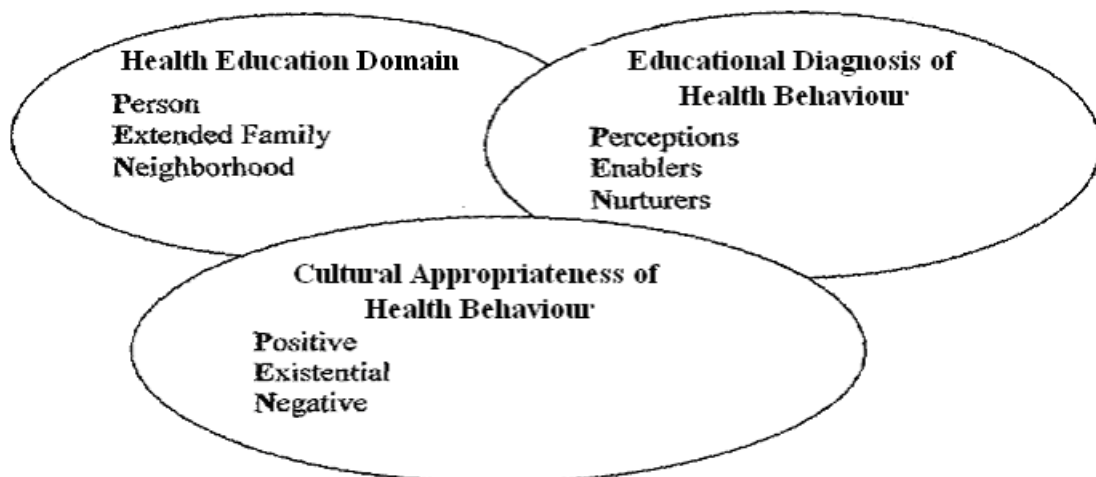 Health Education Domain
Person
Extended Family
Neighborhood
Educational Diagnosis of
Health Behaviour
Perceptions
Enablers
Nurturers
Cultural Appropriateness of
Health Behaviour
Positive
Existential
Negative